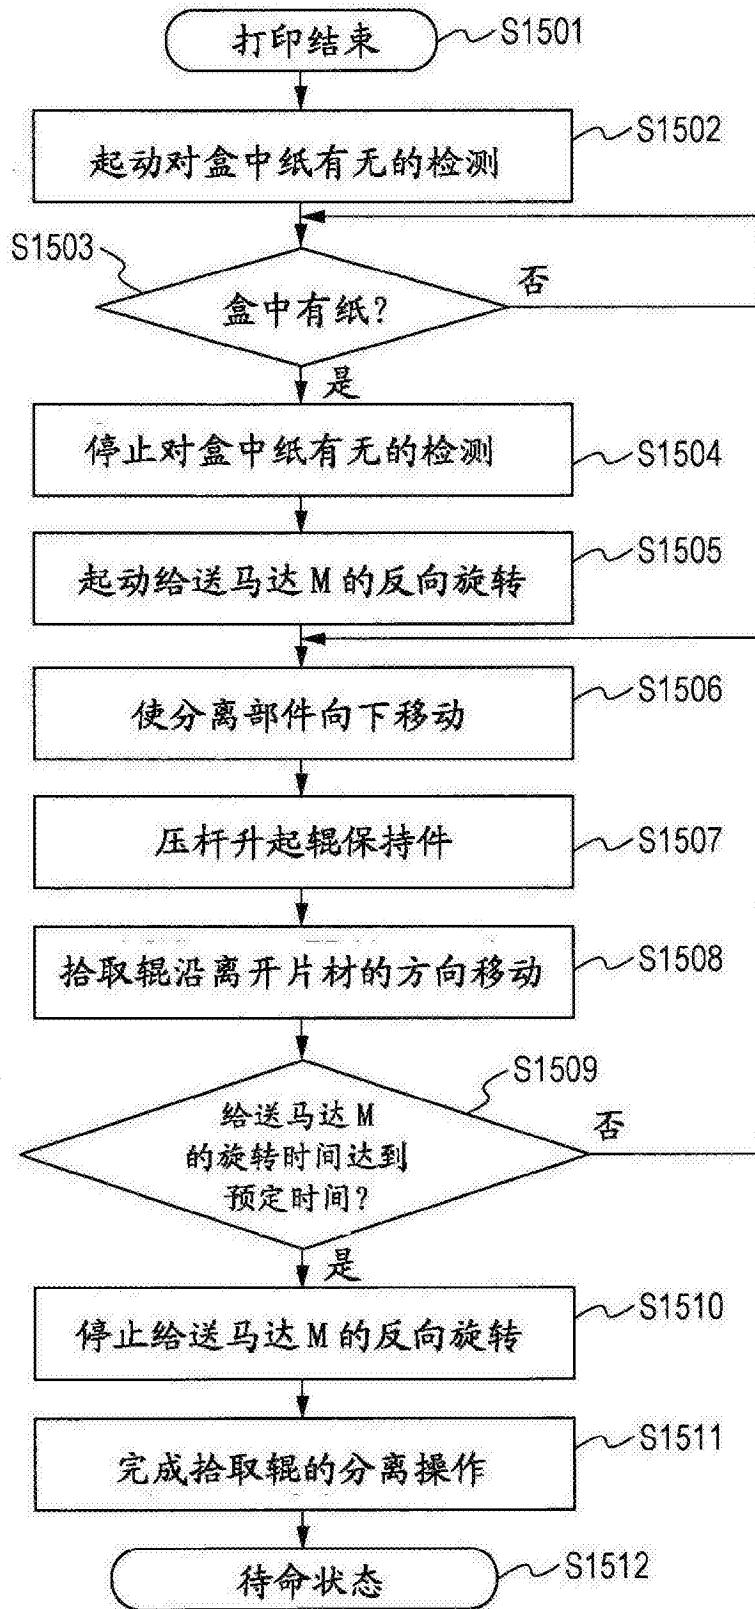 打印结束
S1501
S1502
起动对盒中纸有无的检测
S1503
盒中有纸?
否
是
停止对盒中纸有无的检测
S1504
起动给送马达 M 的反向旋转
S1505
使分离部件向下移动
S1506
压杆升起辊保持件
S1507
拾取辊沿离开片材的方向移动
S1508
S1509
给送马达 M
的旋转时间达到
预定时间?
否
是
停止给送马达 M 的反向旋转
S1510
完成拾取辊的分离操作
S1511
待命状态
S1512